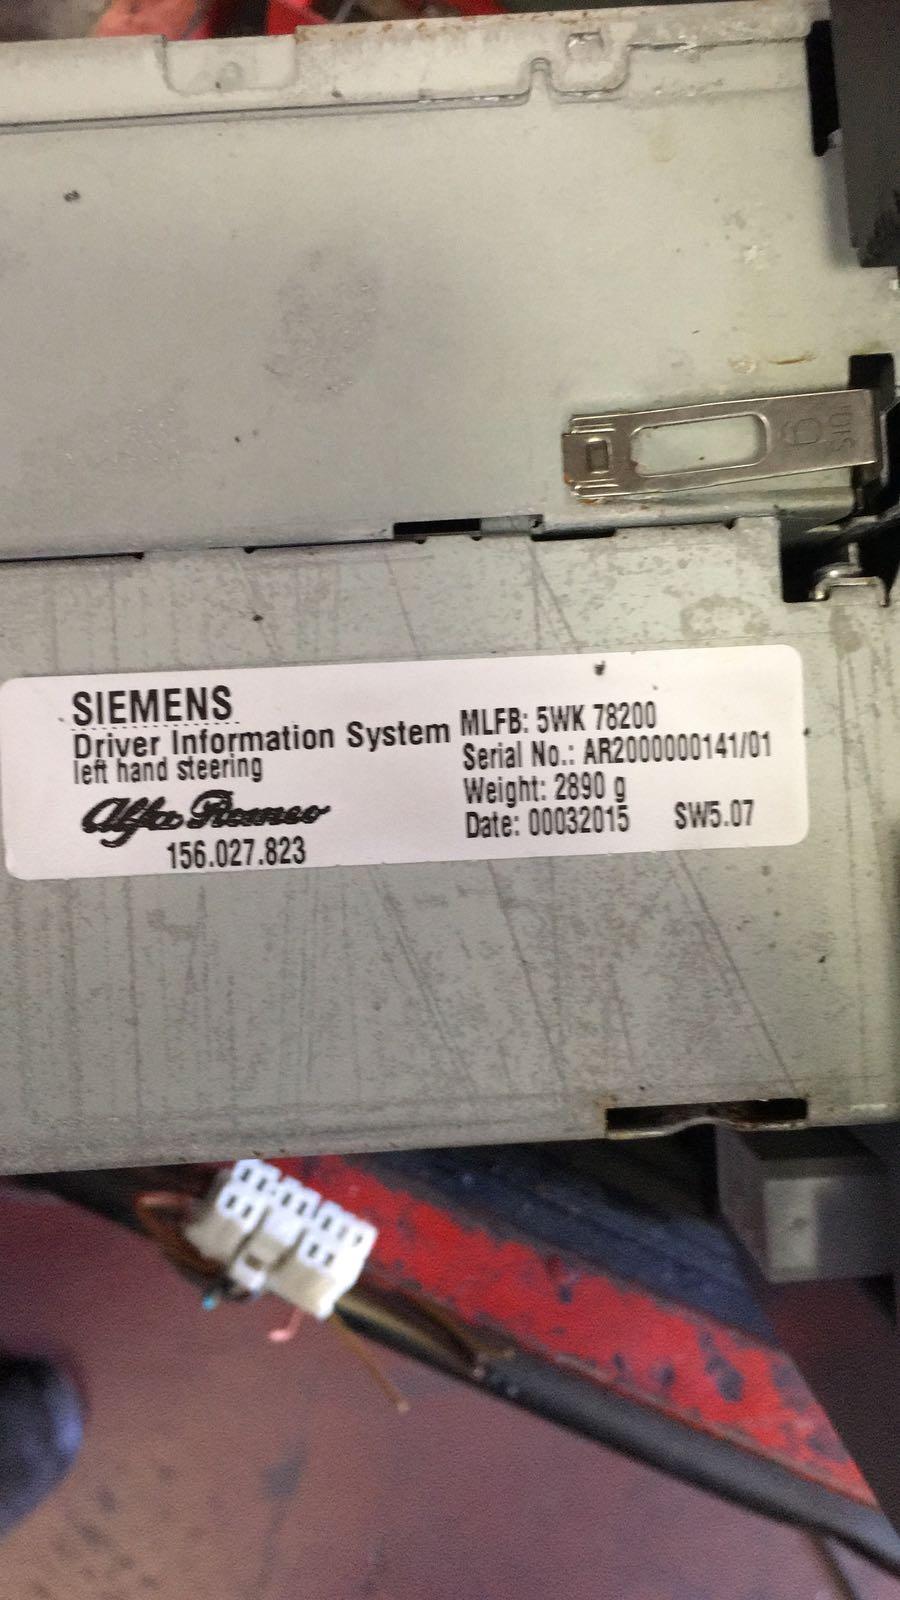 SIEMENS
Driver Information System
left hand steering
Alfa Romeo
156.027.823
MLFB: 5WK 78200
Serial No.: AR2000000141/01
Weight: 2890 g
Date: 00032015 SW5.07